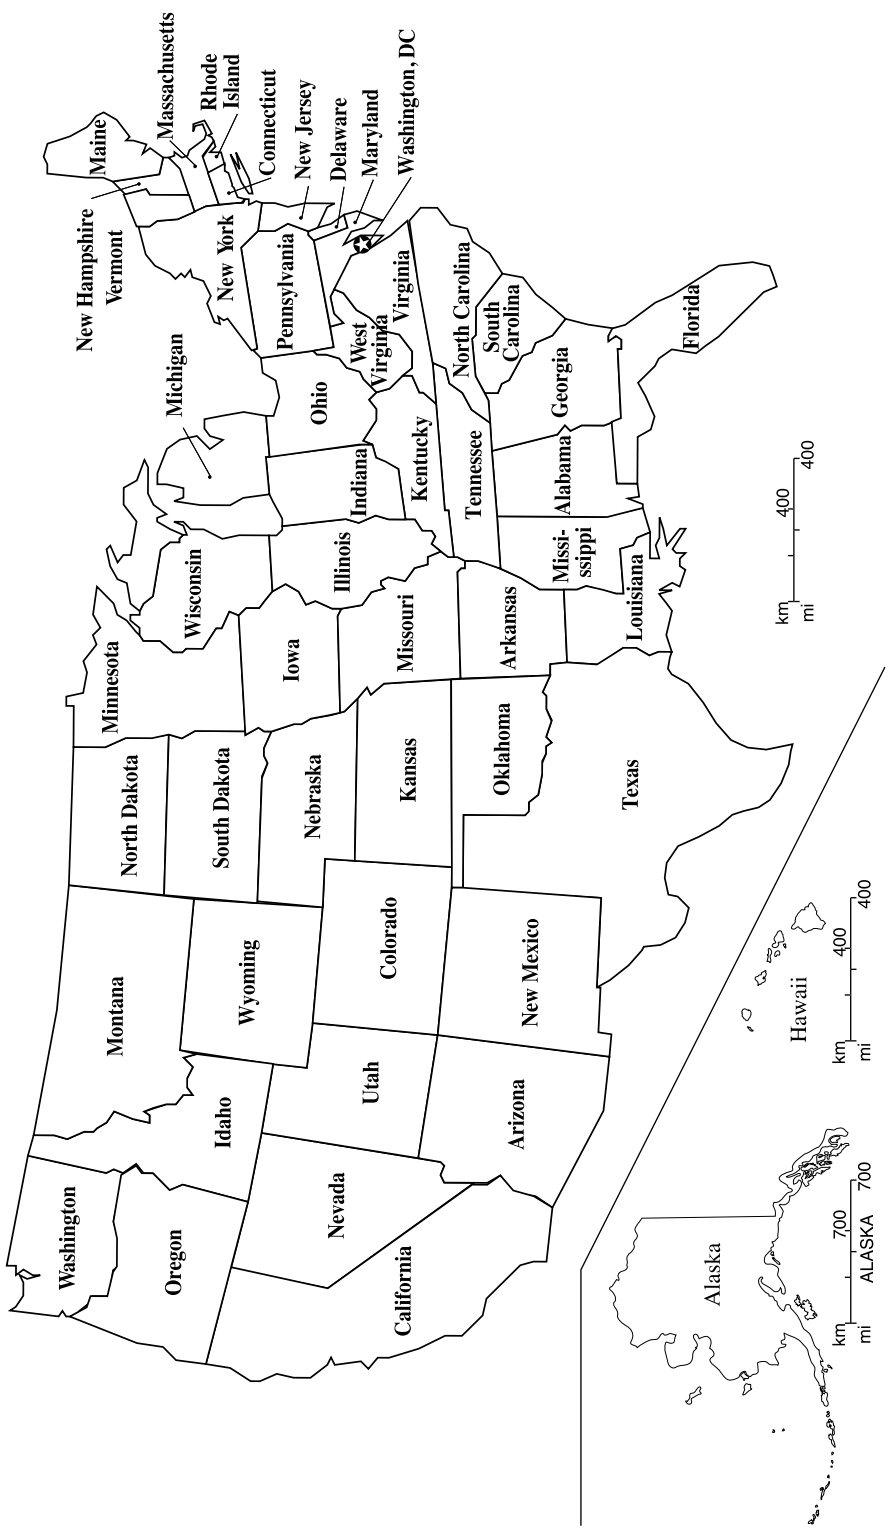 Washington
Oregon
California
Nevada
Idaho
Montana
Wyoming
Utah
Arizona
Colorado
New Mexico
North Dakota
South Dakota
Nebraska
Kansas
Oklahoma
Texas
Minnesota
Iowa
Missouri
Arkansas
Louisiana
Wisconsin
Illinois
Michigan
Indiana
Ohio
Kentucky
Tennessee
Missi-
ssippi
Alabama
Georgia
Florida
South
Carolina
North Carolina
Virginia
West
Virginia
Pennsylvania
New York
New Hampshire
Vermont
Maine
Massachusetts
Rhode
Island
Connecticut
New Jersey
Delaware
Maryland
Washington, DC
Alaska
km
700
mi
700
ALASKA
Hawaii
km
400
mi
400
km
400
mi
400